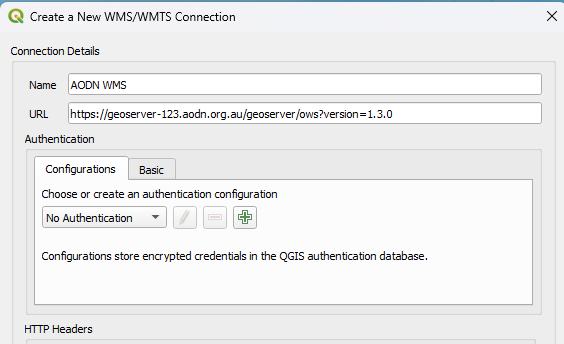 Create a New WMS/WMTS Connection
Connection Details
Name AODN WMS
URL https://geoserver-123.aodn.org.au/geoserver/ows?version=1.3.0
Authentication
Configurations Basic
Choose or create an authentication configuration
No Authentication
Configurations store encrypted credentials in the QGIS authentication database.
HTTP Headers